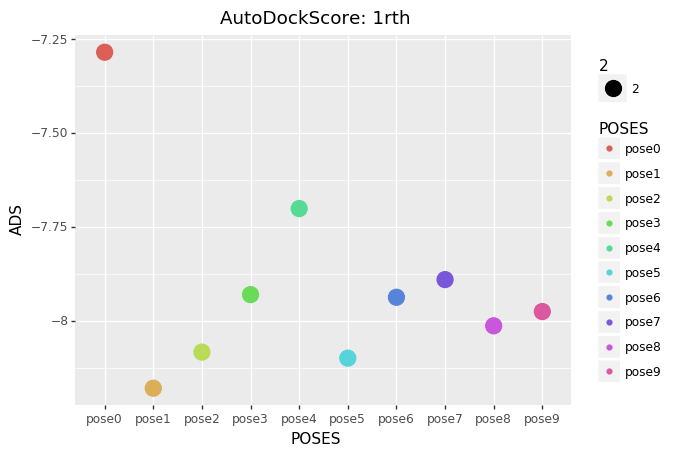 AutoDockScore: 1rth
−7.25
−7.50
−7.75
−8
ADS
pose0 pose1 pose2 pose3 pose4 pose5 pose6 pose7 pose8 pose9
POSES
2
2
POSES
pose0
pose1
pose2
pose3
pose4
pose5
pose6
pose7
pose8
pose9